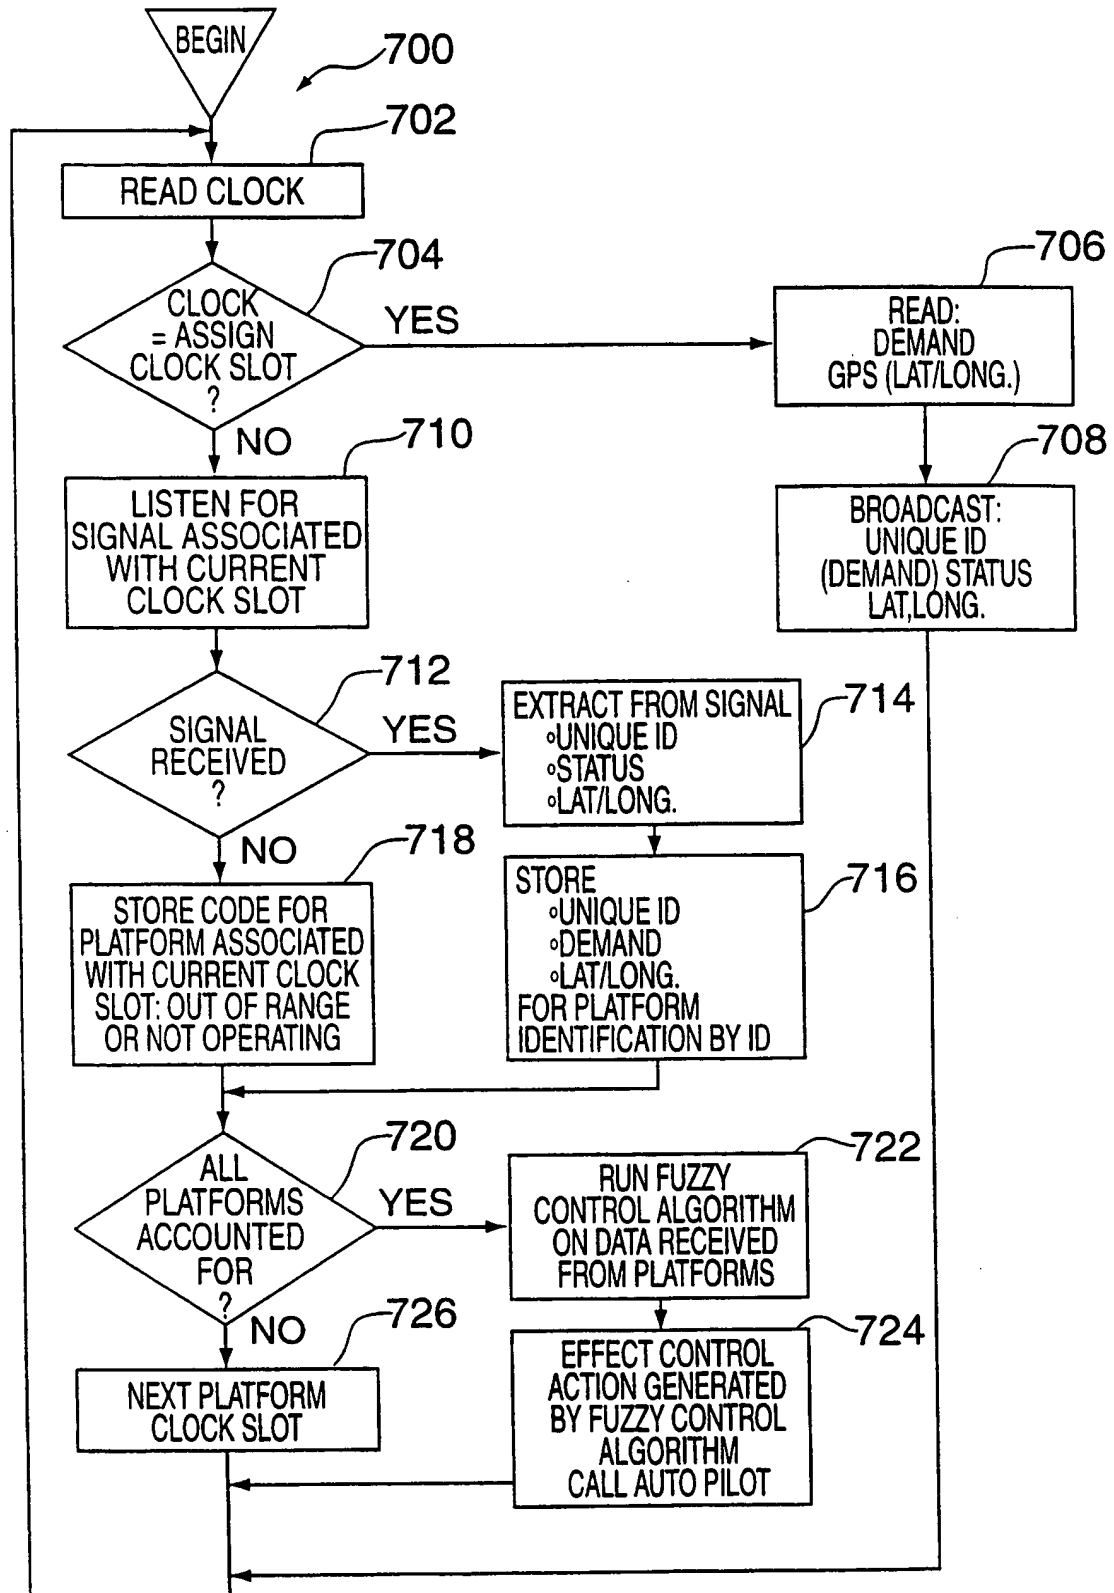 BEGIN
700
702
READ CLOCK
704
CLOCK
= ASSIGN
CLOCK SLOT
?
YES
706
READ:
DEMAND
GPS (LAT/LONG.)
NO
710
708
LISTEN FOR
SIGNAL ASSOCIATED
WITH CURRENT
CLOCK SLOT
BROADCAST:
UNIQUE ID
(DEMAND) STATUS
LAT,LONG.
712
SIGNAL
RECEIVED
?
YES
714
EXTRACT FROM SIGNAL
∘UNIQUE ID
∘STATUS
∘LAT/LONG.
NO
718
STORE CODE FOR
PLATFORM ASSOCIATED
WITH CURRENT CLOCK
SLOT: OUT OF RANGE
OR NOT OPERATING
716
STORE
∘UNIQUE ID
∘DEMAND
∘LAT/LONG.
FOR PLATFORM
IDENTIFICATION BY ID
720
ALL
PLATFORMS
ACCOUNTED
FOR
?
YES
722
RUN FUZZY
CONTROL ALGORITHM
ON DATA RECEIVED
FROM PLATFORMS
NO
726
NEXT PLATFORM
CLOCK SLOT
724
EFFECT CONTROL
ACTION GENERATED
BY FUZZY CONTROL
ALGORITHM
CALL AUTO PILOT